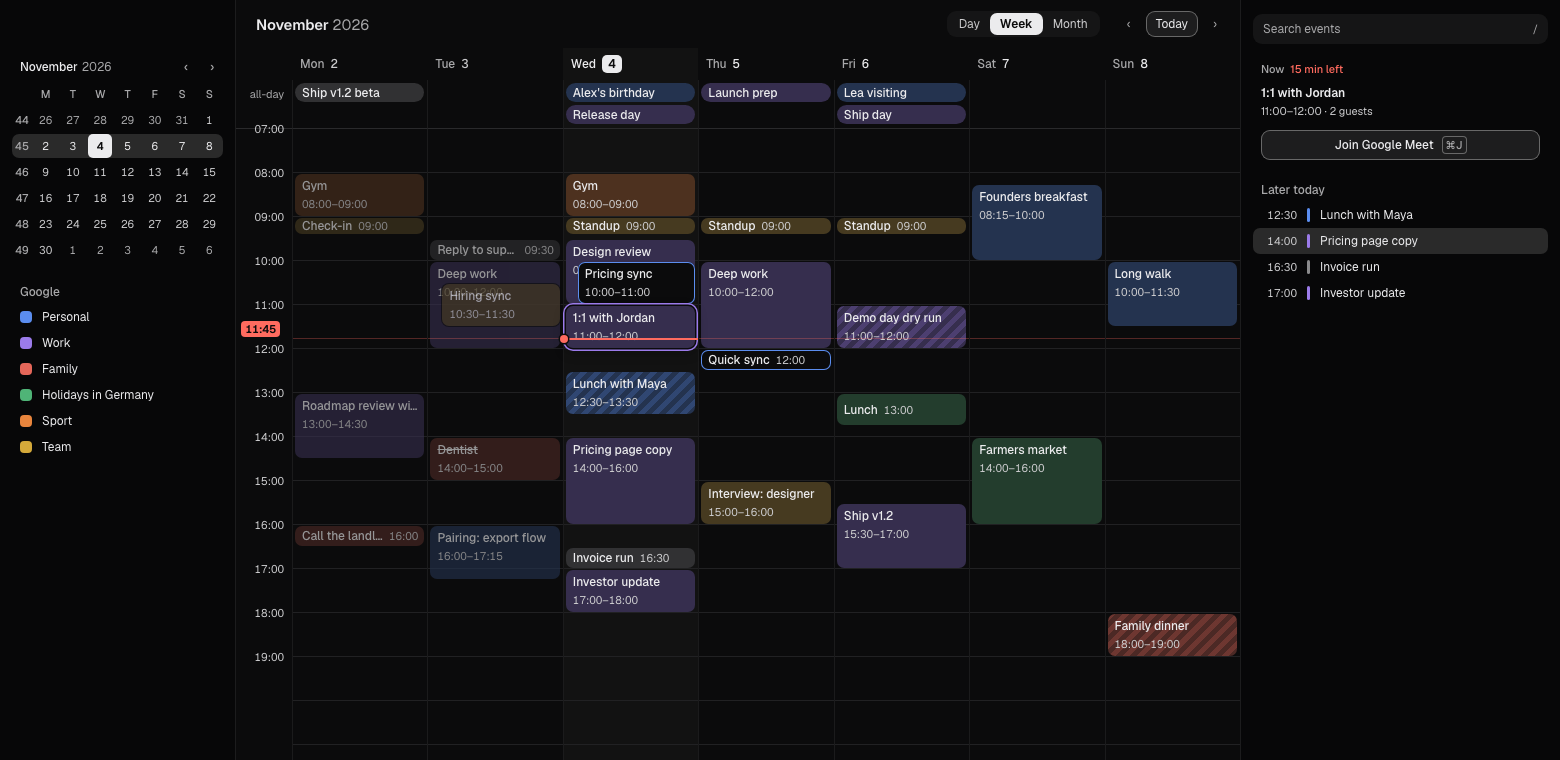 November 2026
‹ ›
M T W T F S S
44 26 27 28 29 30 31 1
45 2 3 4 5 6 7 8
46 9 10 11 12 13 14 15
47 16 17 18 19 20 21 22
48 23 24 25 26 27 28 29
49 30 1 2 3 4 5 6
Google
Personal
Work
Family
Holidays in Germany
Sport
Team
November 2026
Day Week Month
‹ Today ›
Mon 2 Tue 3 Wed 4 Thu 5 Fri 6 Sat 7 Sun 8
all-day
Ship v1.2 beta
Alex's birthday
Release day
Launch prep
Lea visiting
Ship day
07:00
08:00
09:00
10:00
11:00
11:45
12:00
13:00
14:00
15:00
16:00
17:00
18:00
19:00
Gym
08:00–09:00
Check-in 09:00
Roadmap review wi…
13:00–14:30
Call the landl… 16:00
Reply to sup… 09:30
Deep work
Hiring sync
10:30–11:30
Dentist
14:00–15:00
Pairing: export flow
16:00–17:15
Gym
08:00–09:00
Standup 09:00
Design review
Pricing sync
10:00–11:00
1:1 with Jordan
11:00–12:00
Lunch with Maya
12:30–13:30
Pricing page copy
14:00–16:00
Invoice run 16:30
Investor update
17:00–18:00
Standup 09:00
Deep work
10:00–12:00
Quick sync 12:00
Interview: designer
15:00–16:00
Standup 09:00
Demo day dry run
11:00–12:00
Lunch 13:00
Ship v1.2
15:30–17:00
Founders breakfast
08:15–10:00
Farmers market
14:00–16:00
Long walk
10:00–11:30
Family dinner
18:00–19:00
Search events /
Now 15 min left
1:1 with Jordan
11:00–12:00 · 2 guests
Join Google Meet ⌘J
Later today
12:30 Lunch with Maya
14:00 Pricing page copy
16:30 Invoice run
17:00 Investor update